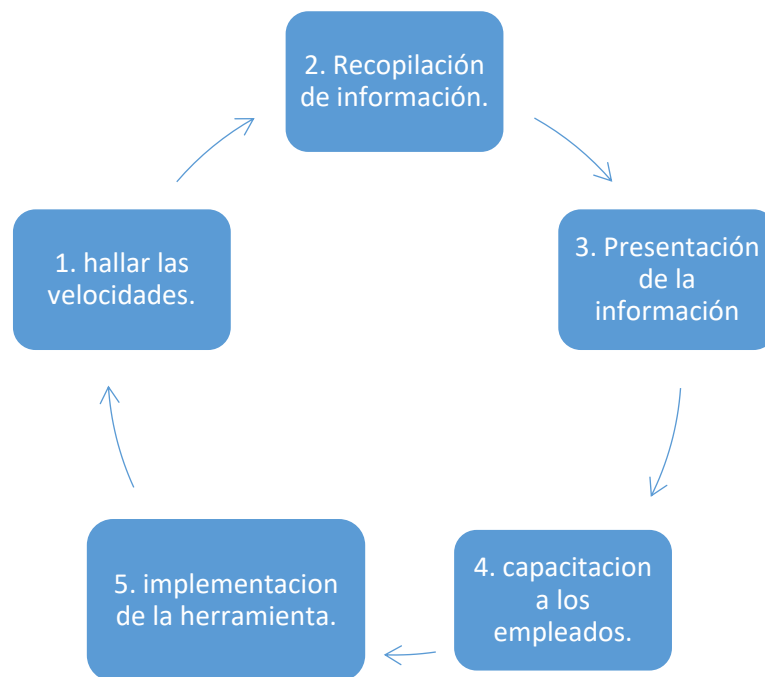 1. hallar las
velocidades.
2. Recopilación
de información.
3. Presentación
de la
información
4. capacitacion
a los
empleados.
5. implementacion
de la herramienta.